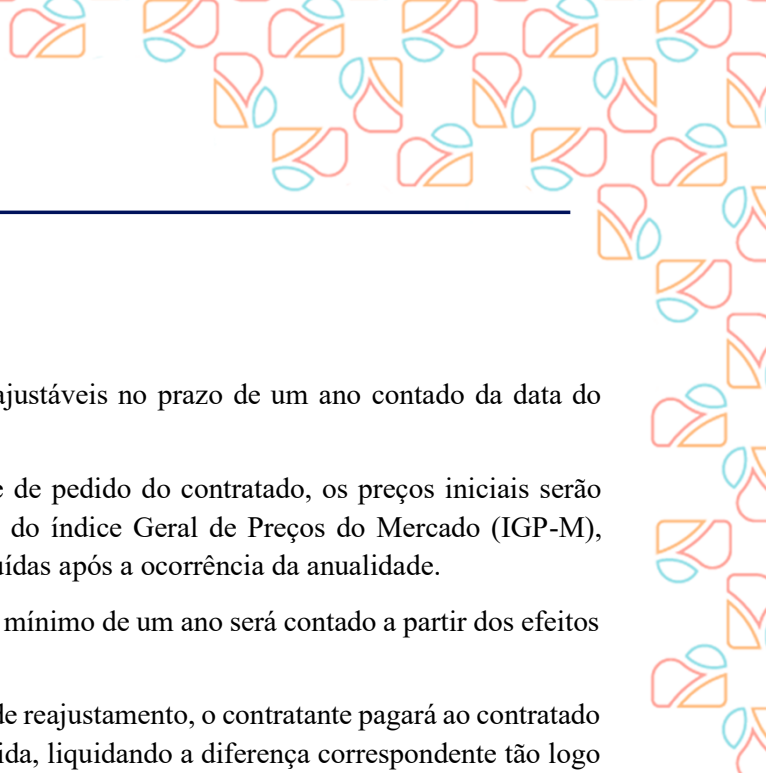 ajustáveis no prazo de um ano contado da data do
de pedido do contratado, os preços iniciais serão
do índice Geral de Preços do Mercado (IGP-M),
uídas após a ocorrência da anualidade.
mínimo de um ano será contado a partir dos efeitos
de reajustamento, o contratante pagará ao contratado
ida, liquidando a diferença correspondente tão logo